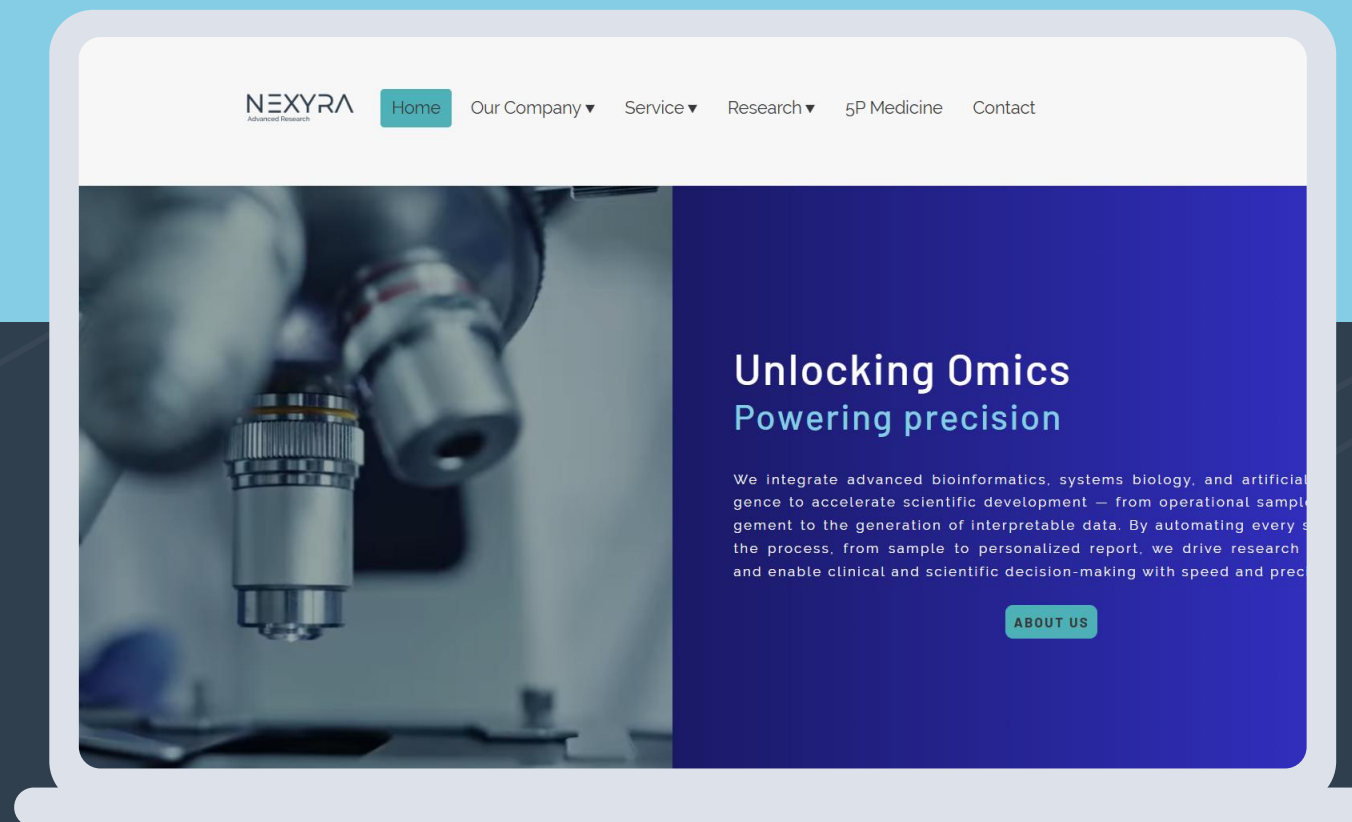 NEXYRA
Advanced Research
Home
Our Company ▼
Service ▼
Research ▼
5P Medicine
Contact
Unlocking Omics
Powering precision
We integrate advanced bioinformatics, systems biology, and artificial
gence to accelerate scientific development — from operational
gement to the generation of interpretable data. By automating every
the process, from sample to personalized report, we drive research
and enable clinical and scientific decision-making with speed and
ABOUT US